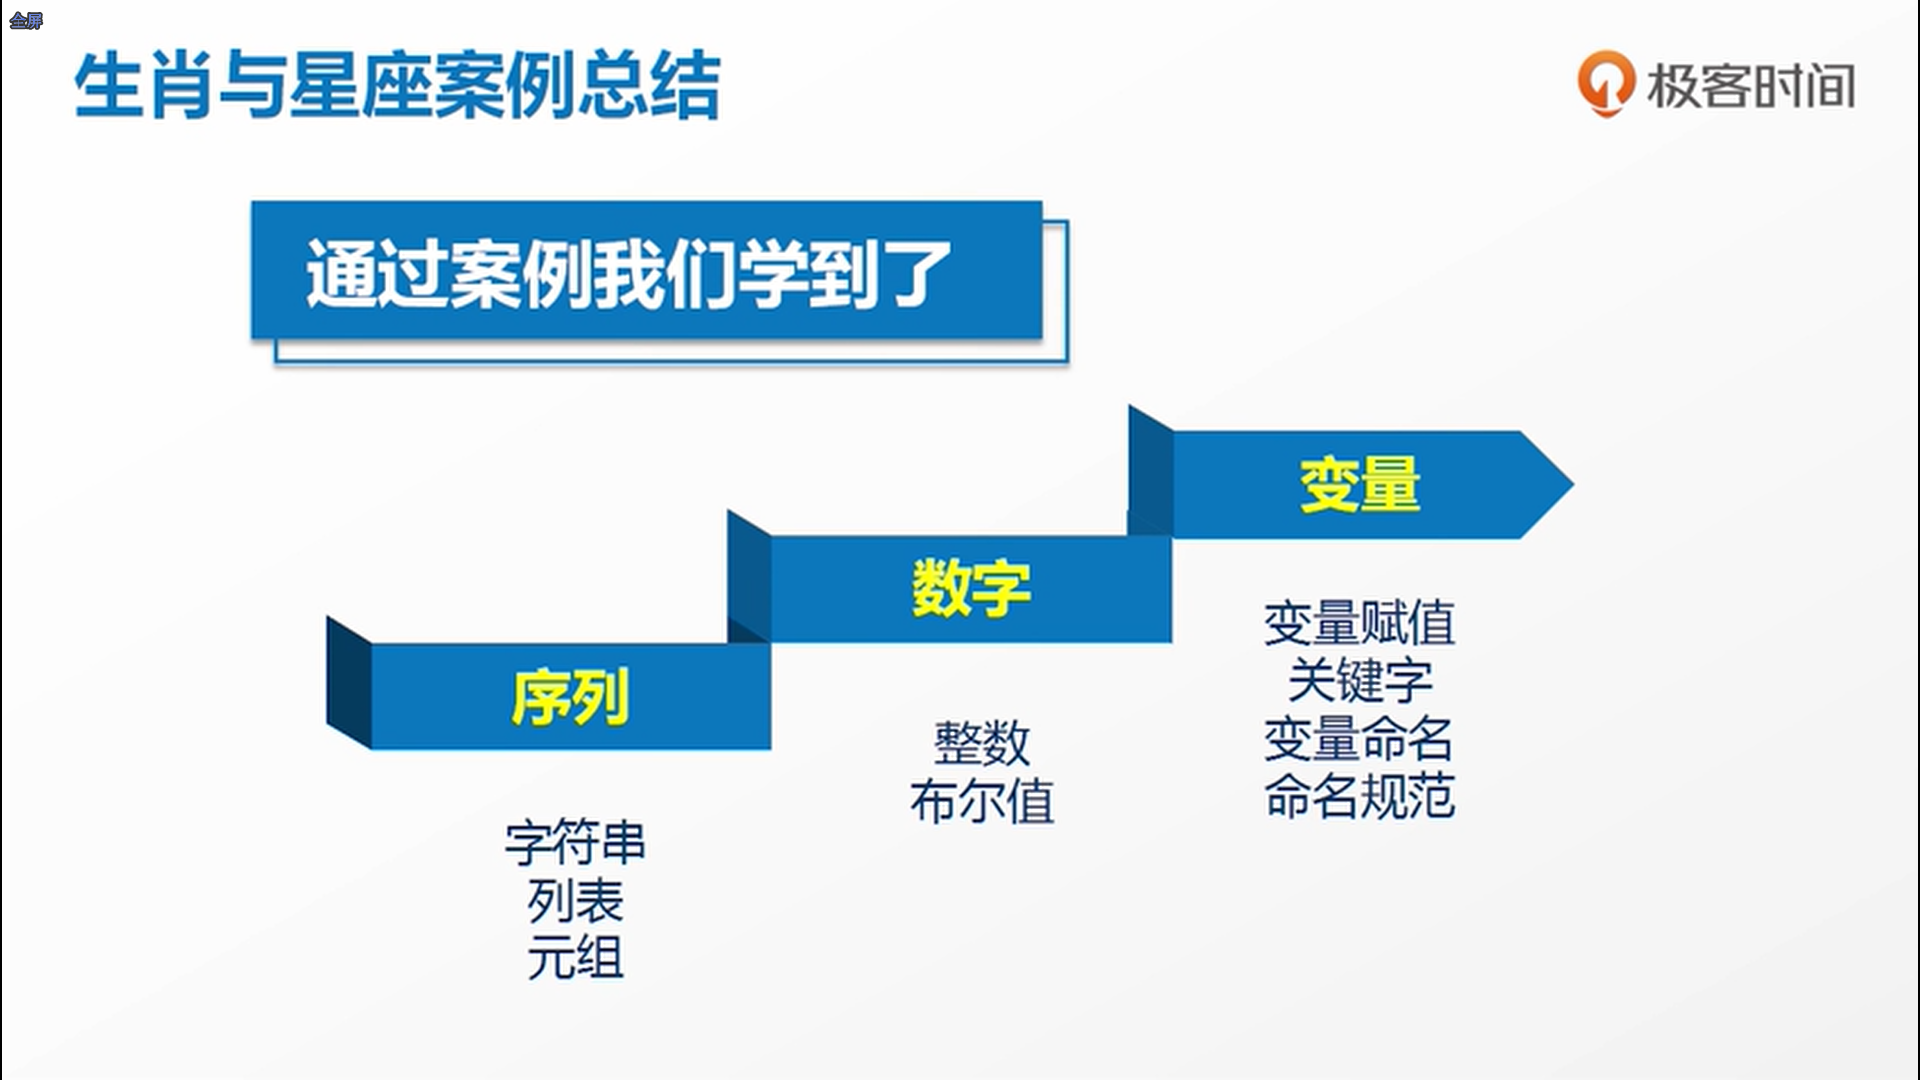 全屏
生肖与星座案例总结
极客时间
通过案例我们学到了
变量
数字
序列
变量赋值
关键字
变量命名
命名规范
整数
布尔值
字符串
列表
元组